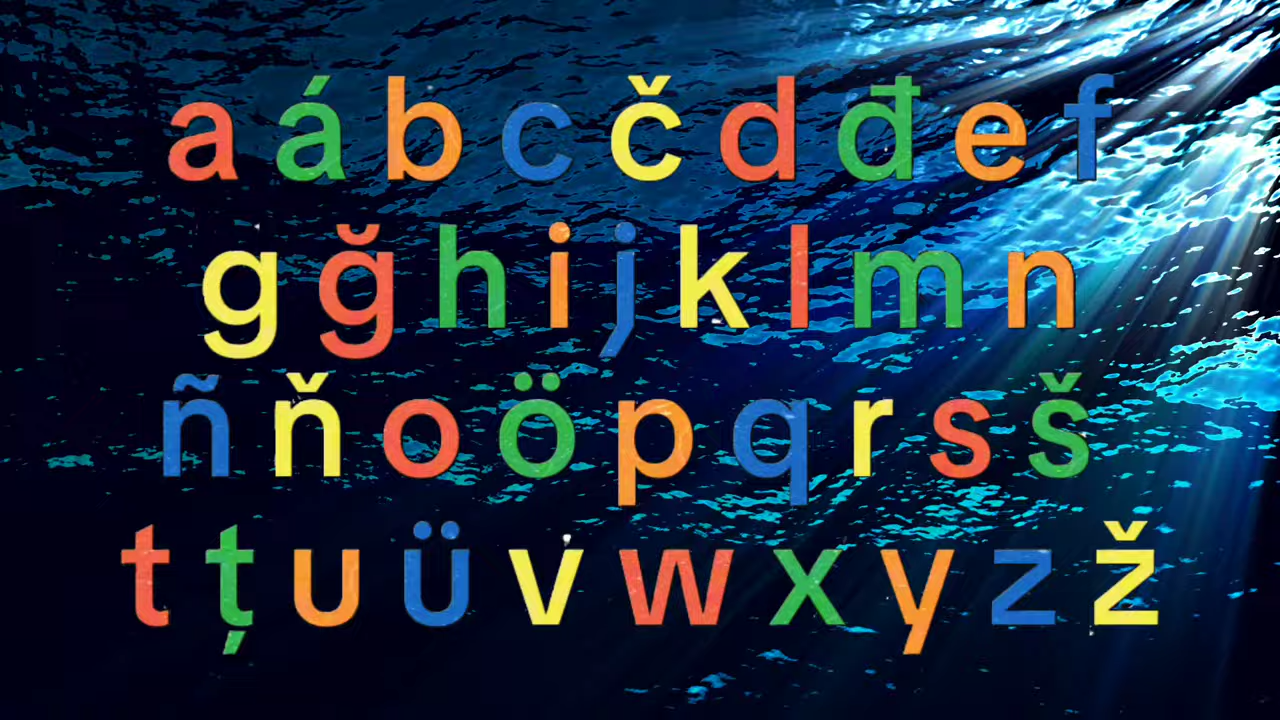 a á b c č d đ e f
g ğ h i j k l m n
ñ ň o ö p q r s š
t ţ u ü v w x y z ž